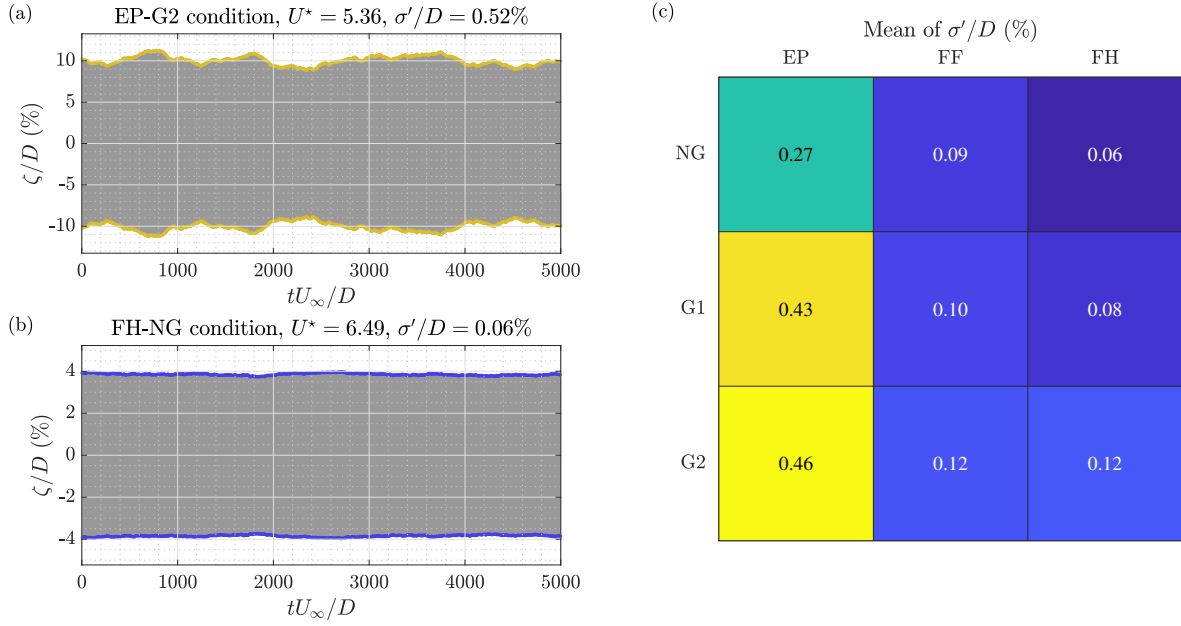 (a)
EP-G2 condition, U* = 5.36, σ′/D = 0.52%
10
5
0
-5
-10
ζ/D (%)
0 1000 2000 3000 4000 5000
tU∞/D
(b)
FH-NG condition, U* = 6.49, σ′/D = 0.06%
4
2
0
-2
-4
ζ/D (%)
0 1000 2000 3000 4000 5000
tU∞/D
(c)
Mean of σ′/D (%)
EP FF FH
NG 0.27 0.09 0.06
G1 0.43 0.10 0.08
G2 0.46 0.12 0.12